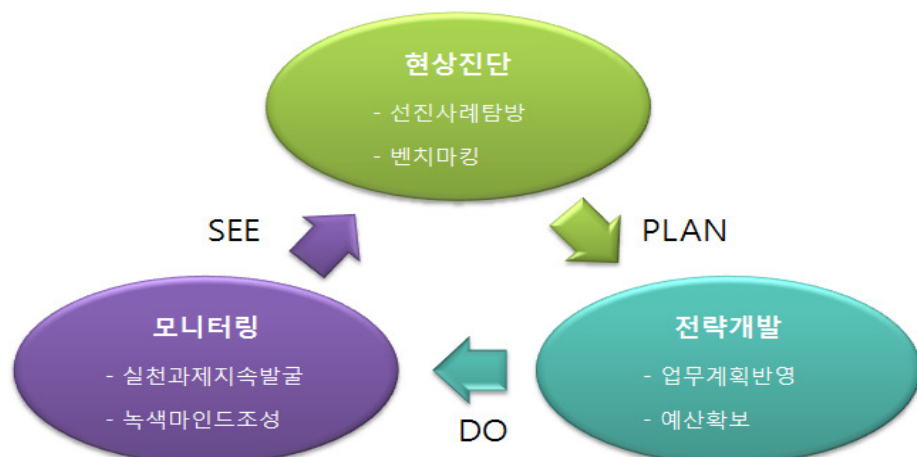 현상진단
- 선진사례탐방
- 벤치마킹
SEE
PLAN
모니터링
- 실천과제지속발굴
- 녹색마인드조성
전략개발
- 업무계획반영
- 예산확보
DO